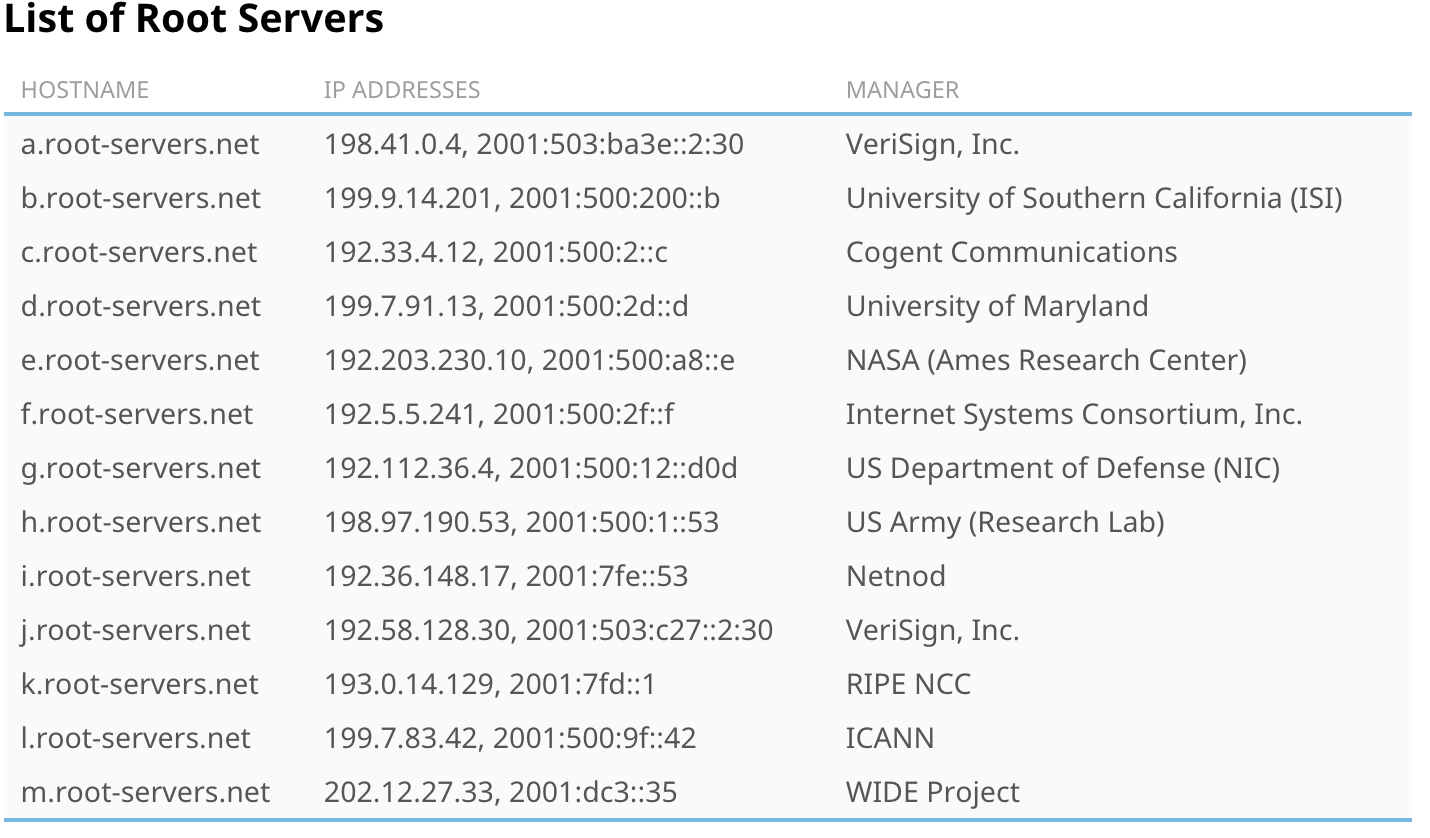 List of Root Servers
HOSTNAME IP ADDRESSES MANAGER
a.root-servers.net 198.41.0.4, 2001:503:ba3e::2:30 VeriSign, Inc.
b.root-servers.net 199.9.14.201, 2001:500:200::b University of Southern California (ISI)
c.root-servers.net 192.33.4.12, 2001:500:2::c Cogent Communications
d.root-servers.net 199.7.91.13, 2001:500:2d::d University of Maryland
e.root-servers.net 192.203.230.10, 2001:500:a8::e NASA (Ames Research Center)
f.root-servers.net 192.5.5.241, 2001:500:2f::f Internet Systems Consortium, Inc.
g.root-servers.net 192.112.36.4, 2001:500:12::d0d US Department of Defense (NIC)
h.root-servers.net 198.97.190.53, 2001:500:1::53 US Army (Research Lab)
i.root-servers.net 192.36.148.17, 2001:7fe::53 Netnod
j.root-servers.net 192.58.128.30, 2001:503:c27::2:30 VeriSign, Inc.
k.root-servers.net 193.0.14.129, 2001:7fd::1 RIPE NCC
l.root-servers.net 199.7.83.42, 2001:500:9f::42 ICANN
m.root-servers.net 202.12.27.33, 2001:dc3::35 WIDE Project